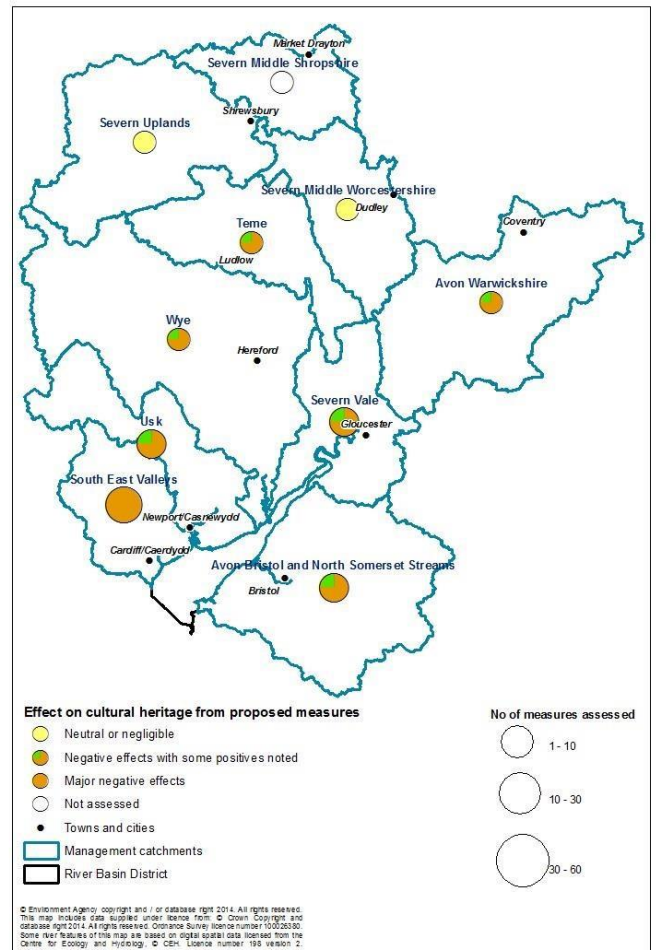 Market Drayton
Severn Middle Shropshire
Shrewsbury
Severn Uplands
Severn Middle Worcestershire
Dudley
Teme
Ludlow
Coventry
Avon Warwickshire
Wye
Hereford
Severn Vale
Gloucester
Usk
South East Valleys
Newport/Casnewydd
Cardiff/Caerdydd
Avon Bristol and North Somerset Streams
Bristol
Effect on cultural heritage from proposed measures
Neutral or negligible
Negative effects with some positives noted
Major negative effects
Not assessed
Towns and cities
Management catchments
River Basin District
No of measures assessed
1 - 10
10 - 30
30 - 60
© Environment Agency copyright and / or database right 2014. All rights reserved.
This map includes data supplied under licence from: © Crown Copyright and
database right 2014. All rights reserved. Ordnance Survey licence number 100026380.
Some river features of this map are based on digital spatial data licensed from the
Centre for Ecology and Hydrology, © CEH. Licence number 198 version 2.